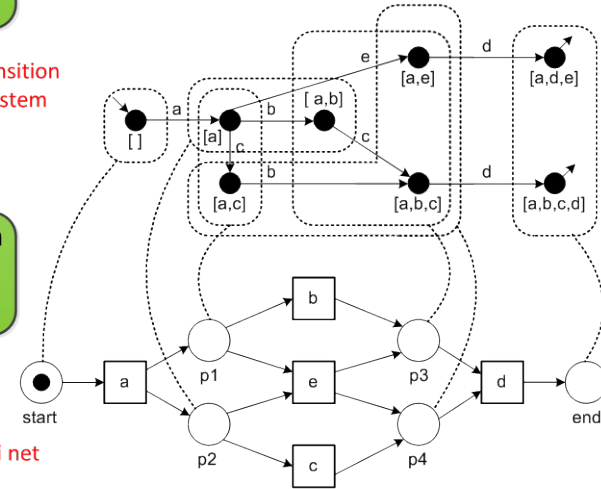 nsition
stem
e
d
[a,e]
[a,d,e]
a
b
[ a,b]
[ ]
[a]
c
c
b
d
[a,c]
[a,b,c]
[a,b,c,d]
b
p1
p3
a
e
d
start
end
p2
p4
c
i net